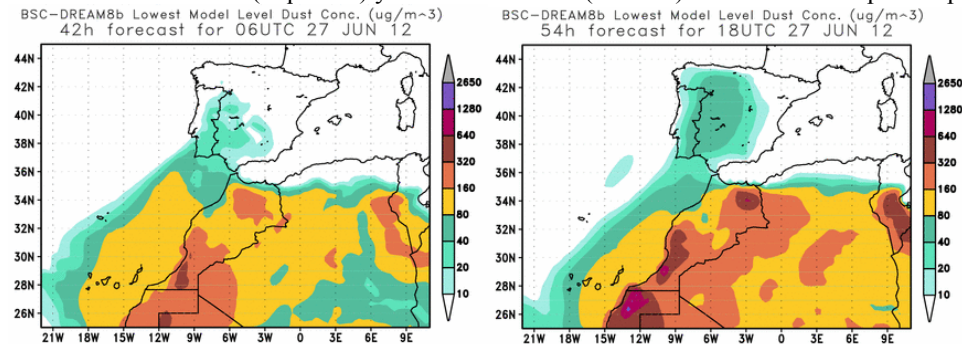 BSC-DREAM8b Lowest Model Level Dust Conc. (ug/m^3)
42h forecast for 06UTC 27 JUN 12
44N
42N
40N
38N
36N
34N
32N
30N
28N
26N
21W 18W 15W 12W 9W 6W 3W 0 3E 6E 9E
2650
1280
640
320
160
80
40
20
10
BSC-DREAM8b Lowest Model Level Dust Conc. (ug/m^3)
54h forecast for 18UTC 27 JUN 12
44N
42N
40N
38N
36N
34N
32N
30N
28N
26N
21W 18W 15W 12W 9W 6W 3W 0 3E 6E 9E
2650
1280
640
320
160
80
40
20
10